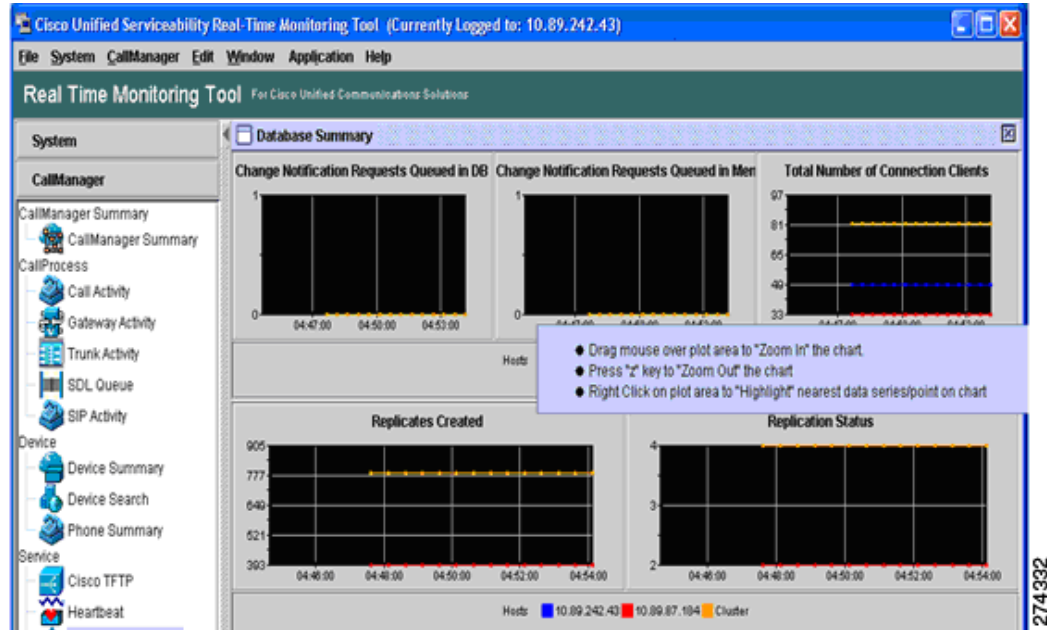 Cisco Unified Serviceability Real-Time Monitoring Tool (Currently Logged to: 10.89.242.43)
File System CallManager Edit Window Application Help
Real Time Monitoring Tool For Cisco Unified Communications Solutions
System
CallManager
CallManager Summary
CallManager Summary
CallProcess
Call Activity
Gateway Activity
Trunk Activity
SDL Queue
SIP Activity
Device
Device Summary
Device Search
Phone Summary
Service
Cisco TFTP
Heartbeat
Database Summary
Change Notification Requests Queued in DB
1
0
04:47:00 04:50:00 04:53:00
Change Notification Requests Queued in Mem
1
0
Total Number of Connection Clients
97
81
65
49
33
Hosts
Drag mouse over plot area to "Zoom In" the chart.
Press "z" key to "Zoom Out" the chart
Right Click on plot area to "Highlight" nearest data series/point on chart
Replicates Created
905
777
649
521
393
04:46:00 04:48:00 04:50:00 04:52:00 04:54:00
Replication Status
4
3
2
04:46:00 04:48:00 04:50:00 04:52:00 04:54:00
Hosts 10.89.242.43 10.89.87.184 Cluster
274332